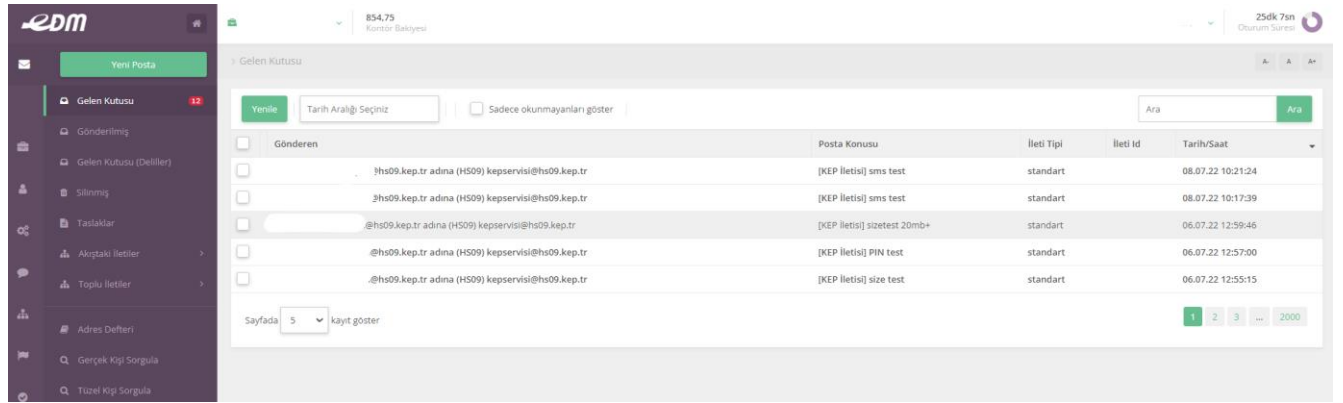 eDM
854,75
Kontör Bakiyesi
25dk 7sn
Oturum Süresi
Yeni Posta
Gelen Kutusu 12
Gönderilmiş
Gelen Kutusu (Deliller)
Silinmiş
Taslaklar
Akıştaki İletiler
Toplu İletiler
Adres Defteri
Gerçek Kişi Sorgula
Tüzel Kişi Sorgula
Gelen Kutusu
A- A A+
Yenile Tarih Aralığı Seçiniz Sadece okunmayanları göster Ara Ara
Gönderen Posta Konusu İleti Tipi İleti Id Tarih/Saat
@hs09.kep.tr adına (HS09) kepservisi@hs09.kep.tr [KEP İletisi] sms test standart 08.07.22 10:21:24
@hs09.kep.tr adına (HS09) kepservisi@hs09.kep.tr [KEP İletisi] sms test standart 08.07.22 10:17:39
@hs09.kep.tr adına (HS09) kepservisi@hs09.kep.tr [KEP İletisi] sizetest 20mb+ standart 06.07.22 12:59:46
@hs09.kep.tr adına (HS09) kepservisi@hs09.kep.tr [KEP İletisi] PIN test standart 06.07.22 12:57:00
@hs09.kep.tr adına (HS09) kepservisi@hs09.kep.tr [KEP İletisi] size test standart 06.07.22 12:55:15
Sayfada 5 kayıt göster
1 2 3 ... 2000